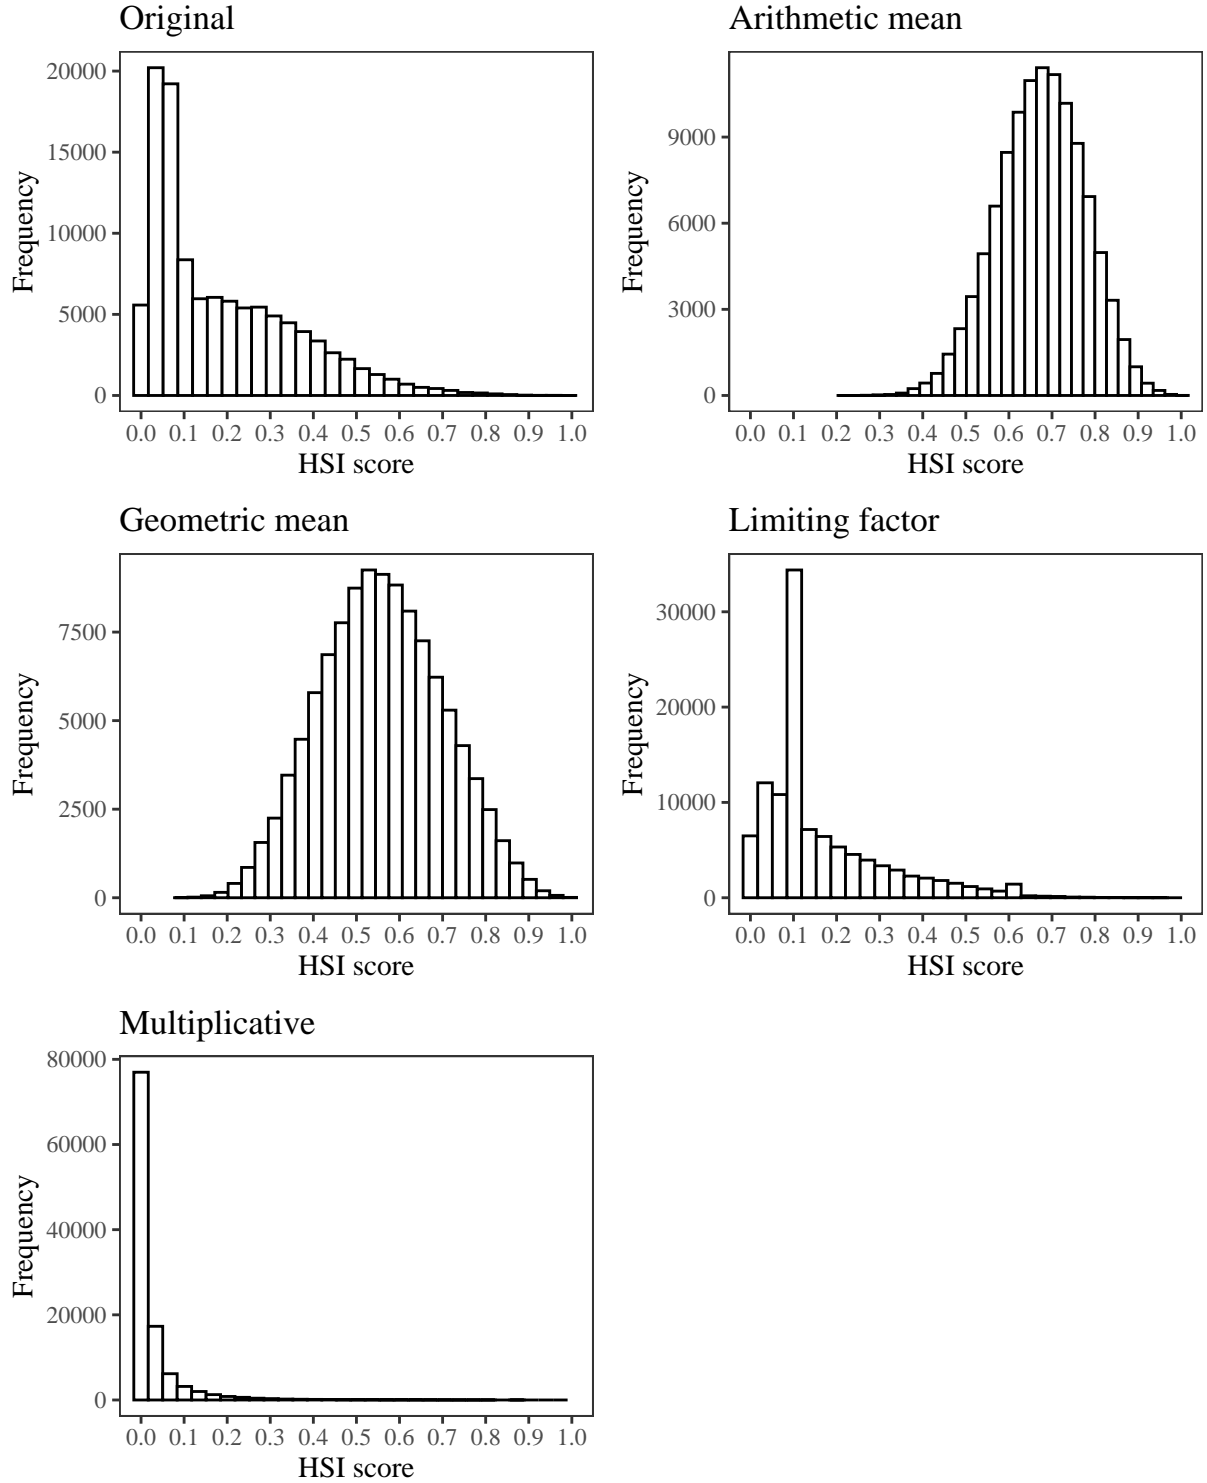 Original
Frequency
20000
15000
10000
5000
0
0.0 0.1 0.2 0.3 0.4 0.5 0.6 0.7 0.8 0.9 1.0
HSI score
Arithmetic mean
Frequency
9000
6000
3000
0
0.0 0.1 0.2 0.3 0.4 0.5 0.6 0.7 0.8 0.9 1.0
HSI score
Geometric mean
Frequency
7500
5000
2500
0
0.0 0.1 0.2 0.3 0.4 0.5 0.6 0.7 0.8 0.9 1.0
HSI score
Limiting factor
Frequency
30000
20000
10000
0
0.0 0.1 0.2 0.3 0.4 0.5 0.6 0.7 0.8 0.9 1.0
HSI score
Multiplicative
Frequency
80000
60000
40000
20000
0
0.0 0.1 0.2 0.3 0.4 0.5 0.6 0.7 0.8 0.9 1.0
HSI score